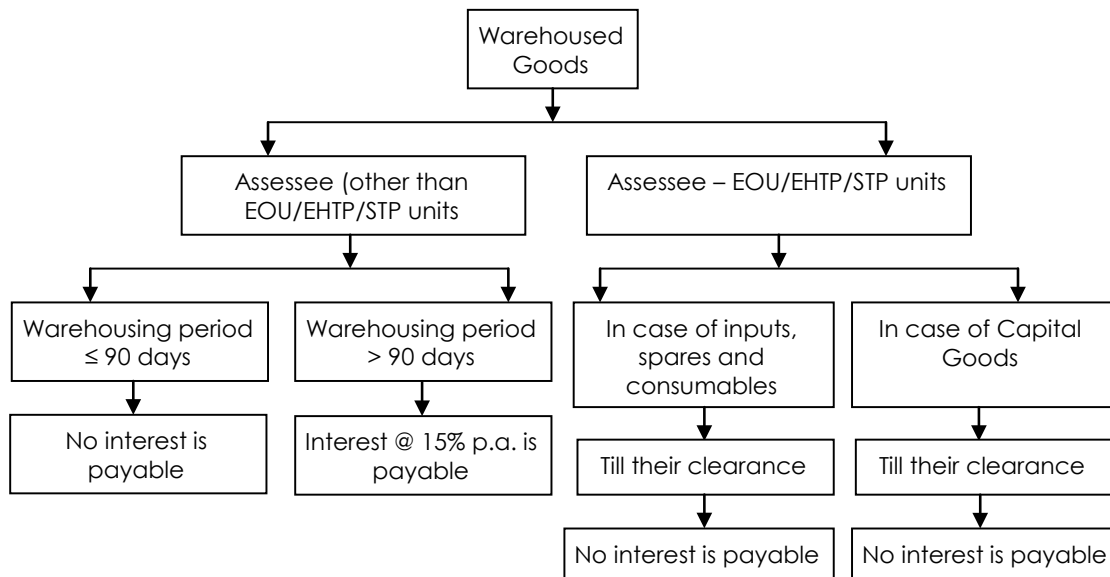 Warehoused
Goods
Assessee (other than
EOU/EHTP/STP units
Assessee – EOU/EHTP/STP units
Warehousing period
≤ 90 days
Warehousing period
> 90 days
In case of inputs,
spares and
consumables
In case of Capital
Goods
No interest is
payable
Interest @ 15% p.a. is
payable
Till their clearance
Till their clearance
No interest is payable
No interest is payable